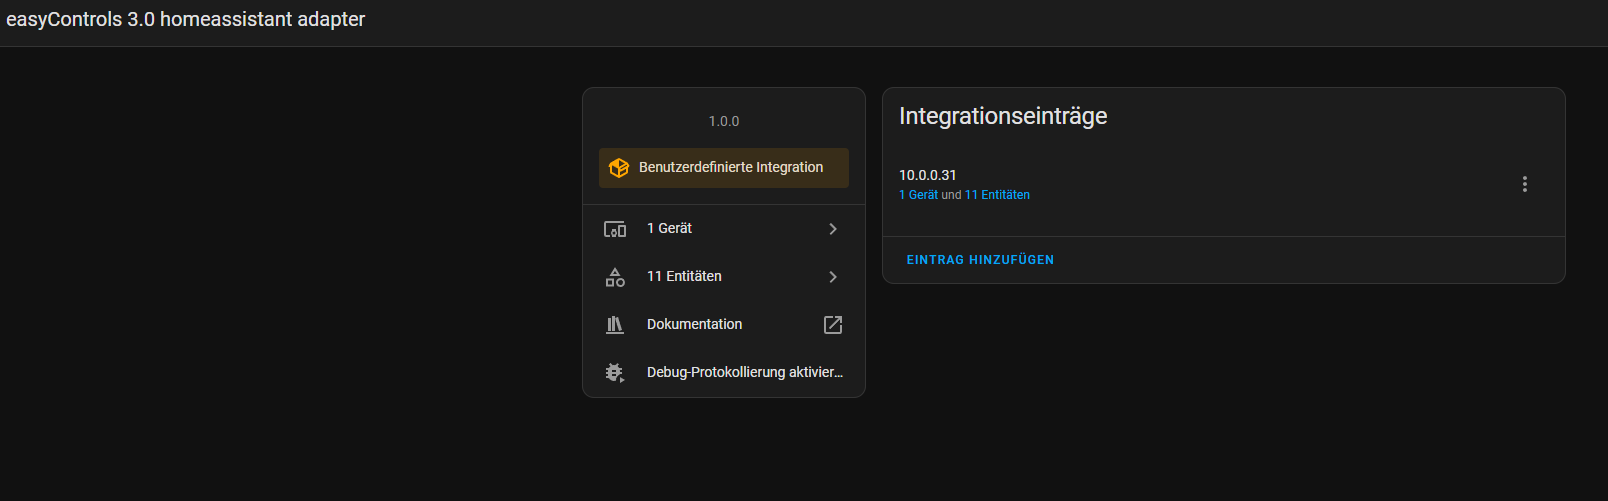 easyControls 3.0 homeassistant adapter
1.0.0
Benutzerdefinierte Integration
1 Gerät
11 Entitäten
Dokumentation
Debug-Protokollierung aktivier...
Integrationseinträge
10.0.0.31
1 Gerät und 11 Entitäten
EINTRAG HINZUFÜGEN